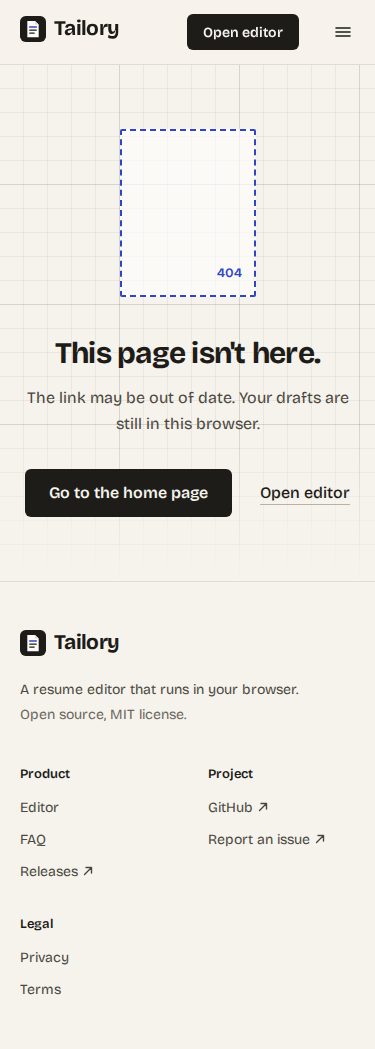 Tailory
Open editor
404
This page isn't here.
The link may be out of date. Your drafts are
still in this browser.
Go to the home page
Open editor
Tailory
A resume editor that runs in your browser.
Open source, MIT license.
Product
Editor
FAQ
Releases ↗
Project
GitHub ↗
Report an issue ↗
Legal
Privacy
Terms